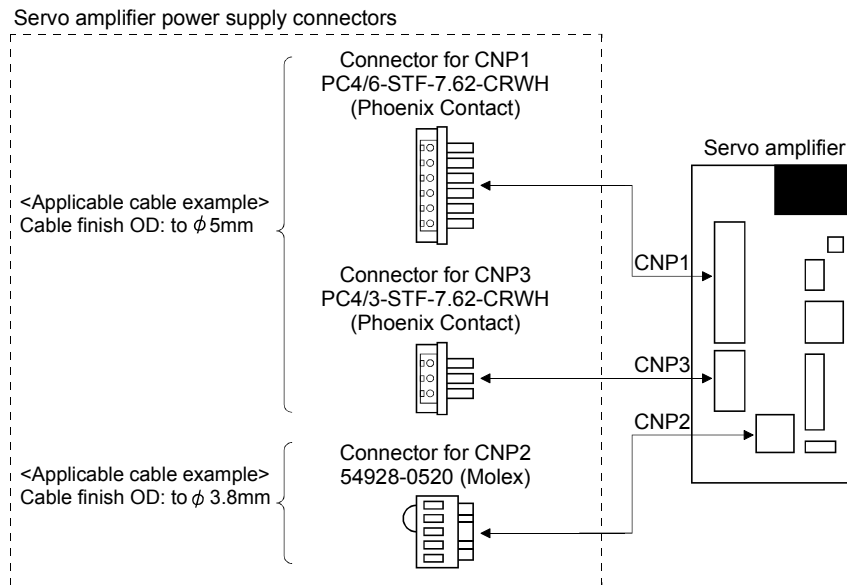 Servo amplifier power supply connectors
Connector for CNP1
PC4/6-STF-7.62-CRWH
(Phoenix Contact)
Servo amplifier
<Applicable cable example>
Cable finish OD: to φ5mm
CNP1
Connector for CNP3
PC4/3-STF-7.62-CRWH
(Phoenix Contact)
CNP3
CNP2
Connector for CNP2
54928-0520 (Molex)
<Applicable cable example>
Cable finish OD: to φ 3.8mm